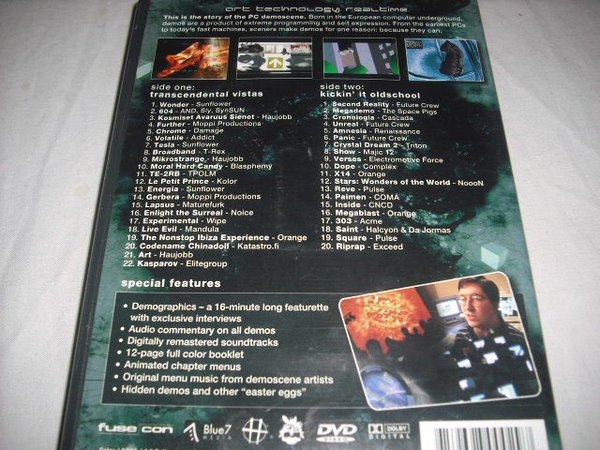 art. technology. realtime.
This is the story of the PC demoscene. Born in the European computer underground,
demos are a product of extreme programming and self expression. From the earliest PCs
to today's fast machines, sceners make demos for one reason: because they can.
side one:
transcendental vistas
1. Wonder - Sunflower
2. 604 - AND, Sly, SynSUN
3. Kosmiset Avaruus Sienet - Haujobb
4. Further - Moppi Productions
5. Chrome - Damage
6. Volatile - Addict
7. Tesla - Sunflower
8. Broadband - T-Rex
9. Mikrostrange - Haujobb
10. Moral Hard Candy - Blasphemy
11. TE-2RB - TPOLM
12. Le Petit Prince - Kolor
13. Energia - Sunflower
14. Gerbera - Moppi Productions
15. Lapsus - Maturefurk
16. Enlight the Surreal - Noice
17. Experimental - Wipe
18. Live Evil - Mandula
19. The Nonstop Ibiza Experience - Orange
20. Codename Chinadoll - Katastro.fi
21. Art - Haujobb
22. Kasparov - Elitegroup
side two:
kickin' it oldschool
1. Second Reality - Future Crew
2. Megademo - The Space Pigs
3. Cronologia - Cascada
4. Unreal - Future Crew
5. Amnesia - Renaissance
6. Panic - Future Crew
7. Crystal Dream 2 - Triton
8. Show - Majic 12
9. Verses - Electromotive Force
10. Dope - Complex
11. X14 - Orange
12. Stars: Wonders of the World - NoooN
13. Reve - Pulse
14. Paimen - COMA
15. Inside - CNCD
16. Megablast - Orange
17. 303 - Acme
18. Saint - Halcyon & Da Jormas
19. Square - Pulse
20. Riprap - Exceed
special features
• Demographics – a 16-minute long featurette
with exclusive interviews
• Audio commentary on all demos
• Digitally remastered soundtracks
• 12-page full color booklet
• Animated chapter menus
• Original menu music from demoscene artists
• Hidden demos and other "easter eggs"
fuse con
Blue7
MEDIA
DVD
VIDEO
DOLBY
DIGITAL